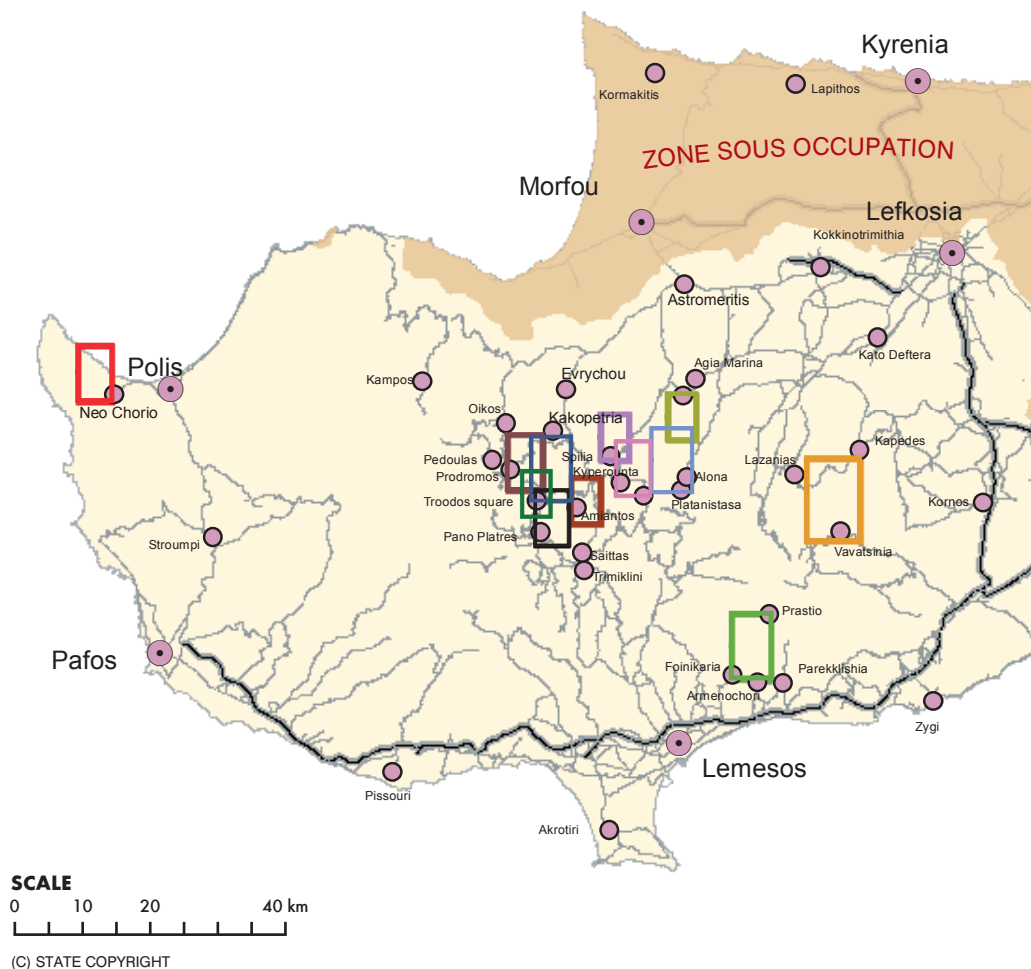 Kyrenia
Kormakitis
Lapithos
ZONE SOUS OCCUPATION
Morfou
Lefkosia
Kokkinotrimithia
Astromeritis
Kato Deftera
Polis
Neo Chorio
Kampos
Evrychou
Agia Marina
Oikos
Kakopetria
Pedoulas
Prodromos
Spilia
Kyperounta
Alona
Lazanias
Kapedes
Troodos square
Amiantos
Platanistasa
Kornos
Stroumpi
Pano Platres
Vavatsinia
Saittas
Trimiklini
Prastio
Pafos
Foinikaria
Parekklishia
Armenochori
Zygi
Lemesos
Pissouri
Akrotiri
SCALE
0 10 20 40 km
(C) STATE COPYRIGHT